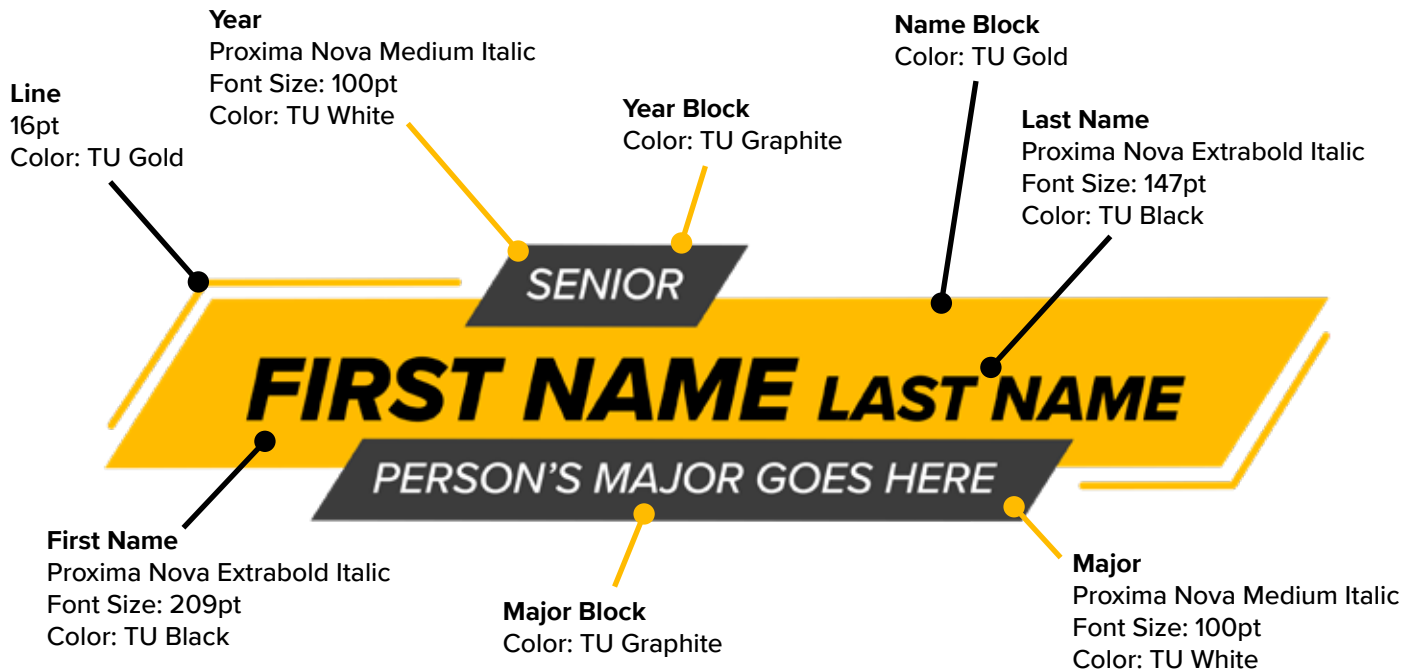 Year
Proxima Nova Medium Italic
Font Size: 100pt
Color: TU White
Name Block
Color: TU Gold
Line
16pt
Color: TU Gold
Year Block
Color: TU Graphite
Last Name
Proxima Nova Extrabold Italic
Font Size: 147pt
Color: TU Black
SENIOR
FIRST NAME LAST NAME
PERSON'S MAJOR GOES HERE
First Name
Proxima Nova Extrabold Italic
Font Size: 209pt
Color: TU Black
Major Block
Color: TU Graphite
Major
Proxima Nova Medium Italic
Font Size: 100pt
Color: TU White